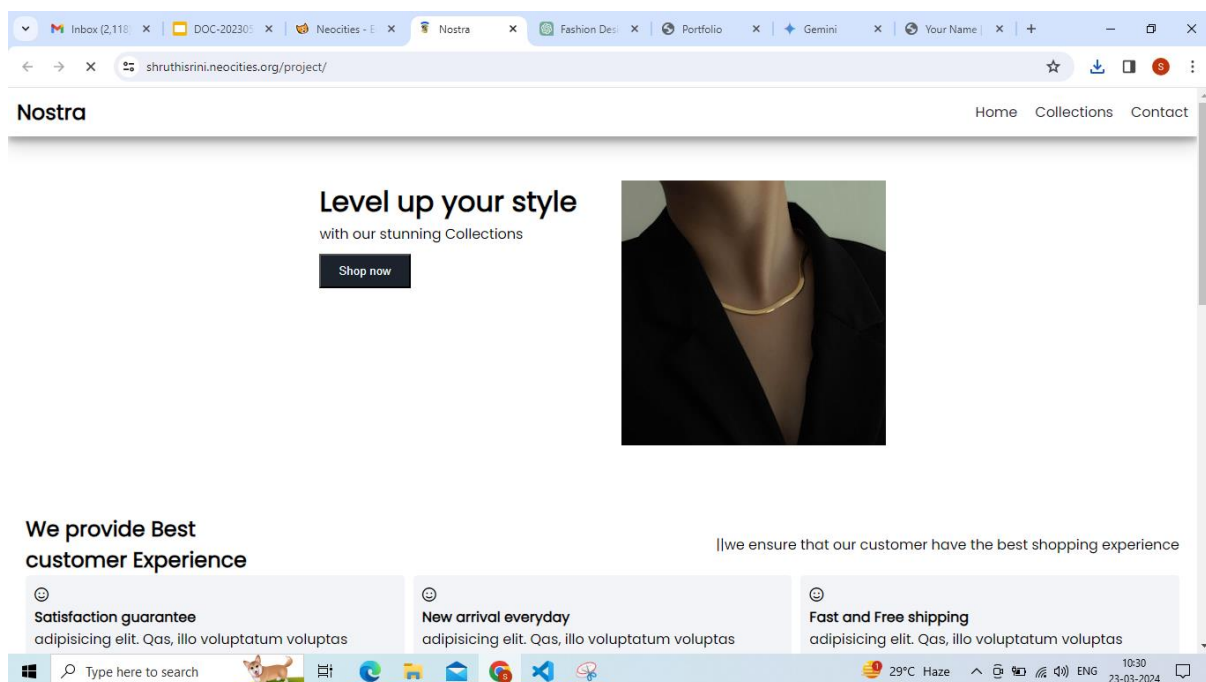 Inbox (2,118
DOC-202305
Neocities - E
Nostra
Fashion Desi
Portfolio
Gemini
Your Name |
shruthisrini.neocities.org/project/
S
Nostra
Home Collections Contact
Level up your style
with our stunning Collections
Shop now
We provide Best
customer Experience
||we ensure that our customer have the best shopping experience
Satisfaction guarantee
adipisicing elit. Qas, illo voluptatum voluptas
New arrival everyday
adipisicing elit. Qas, illo voluptatum voluptas
Fast and Free shipping
adipisicing elit. Qas, illo voluptatum voluptas
Type here to search
1
29°C Haze
ENG
10:30
23-03-2024